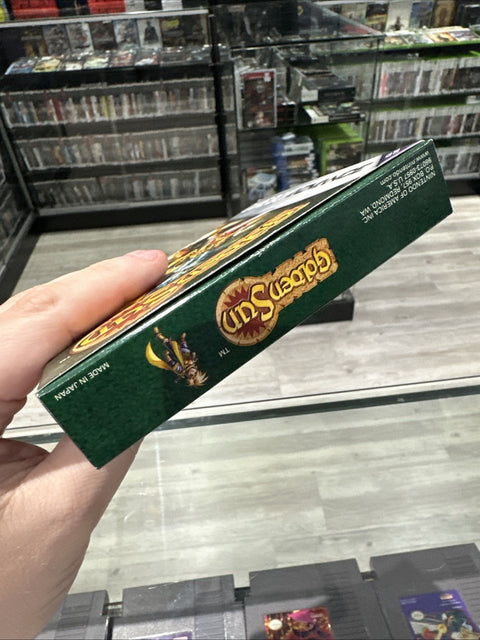 NINTENDO OF AMERICA INC.
P.O. BOX 957, REDMOND, WA
98073-0957 U.S.A.
www.nintendo.com
Golden
Sun
TM
MADE IN JAPAN